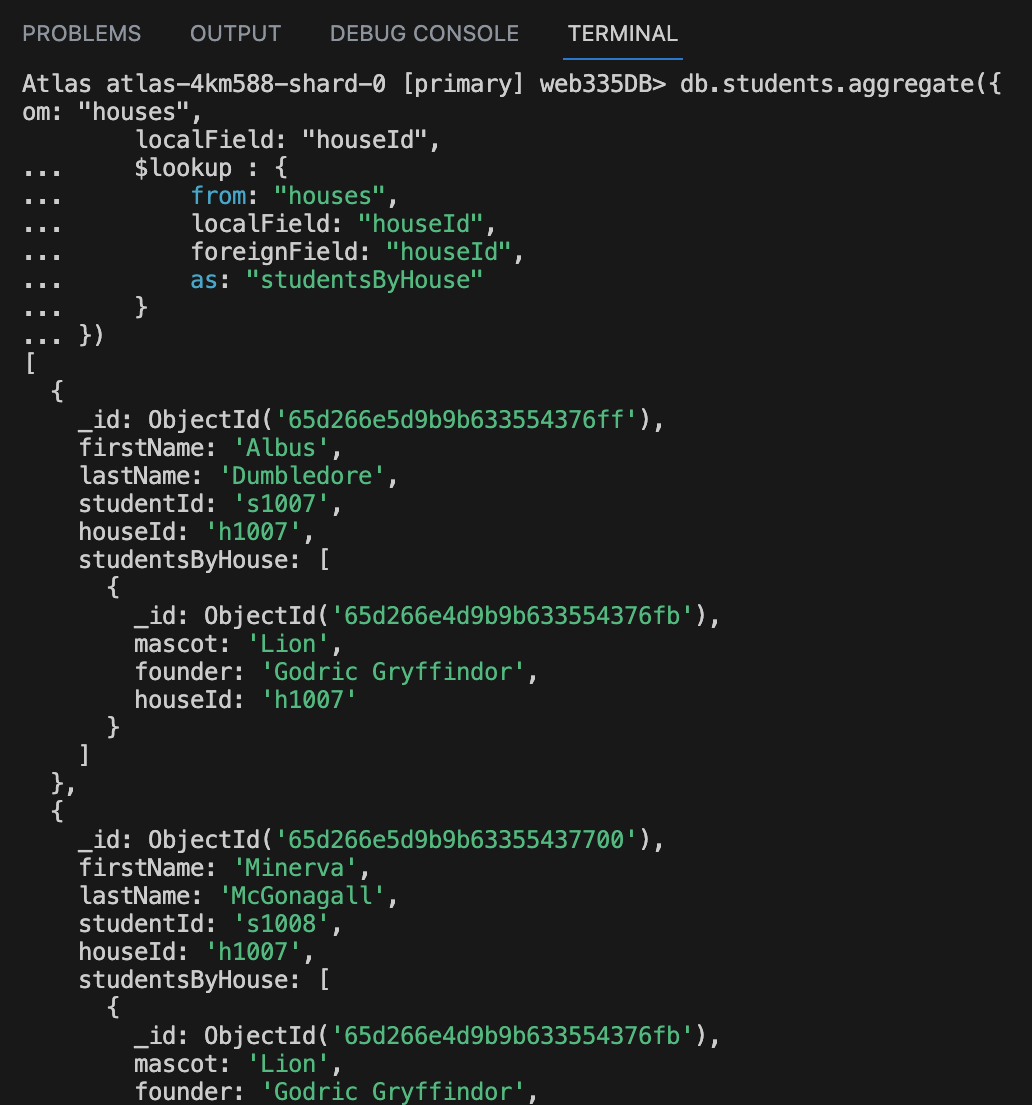 PROBLEMS OUTPUT DEBUG CONSOLE TERMINAL
Atlas atlas-4km588-shard-0 [primary] web335DB> db.students.aggregate({
om: "houses",
        localField: "houseId",
...     $lookup : {
...         from: "houses",
...         localField: "houseId",
...         foreignField: "houseId",
...         as: "studentsByHouse"
...     }
... })
[
  {
    _id: ObjectId('65d266e5d9b9b633554376ff'),
    firstName: 'Albus',
    lastName: 'Dumbledore',
    studentId: 's1007',
    houseId: 'h1007',
    studentsByHouse: [
      {
        _id: ObjectId('65d266e4d9b9b633554376fb'),
        mascot: 'Lion',
        founder: 'Godric Gryffindor',
        houseId: 'h1007'
      }
    ]
  },
  {
    _id: ObjectId('65d266e5d9b9b63355437700'),
    firstName: 'Minerva',
    lastName: 'McGonagall',
    studentId: 's1008',
    houseId: 'h1007',
    studentsByHouse: [
      {
        _id: ObjectId('65d266e4d9b9b633554376fb'),
        mascot: 'Lion',
        founder: 'Godric Gryffindor',